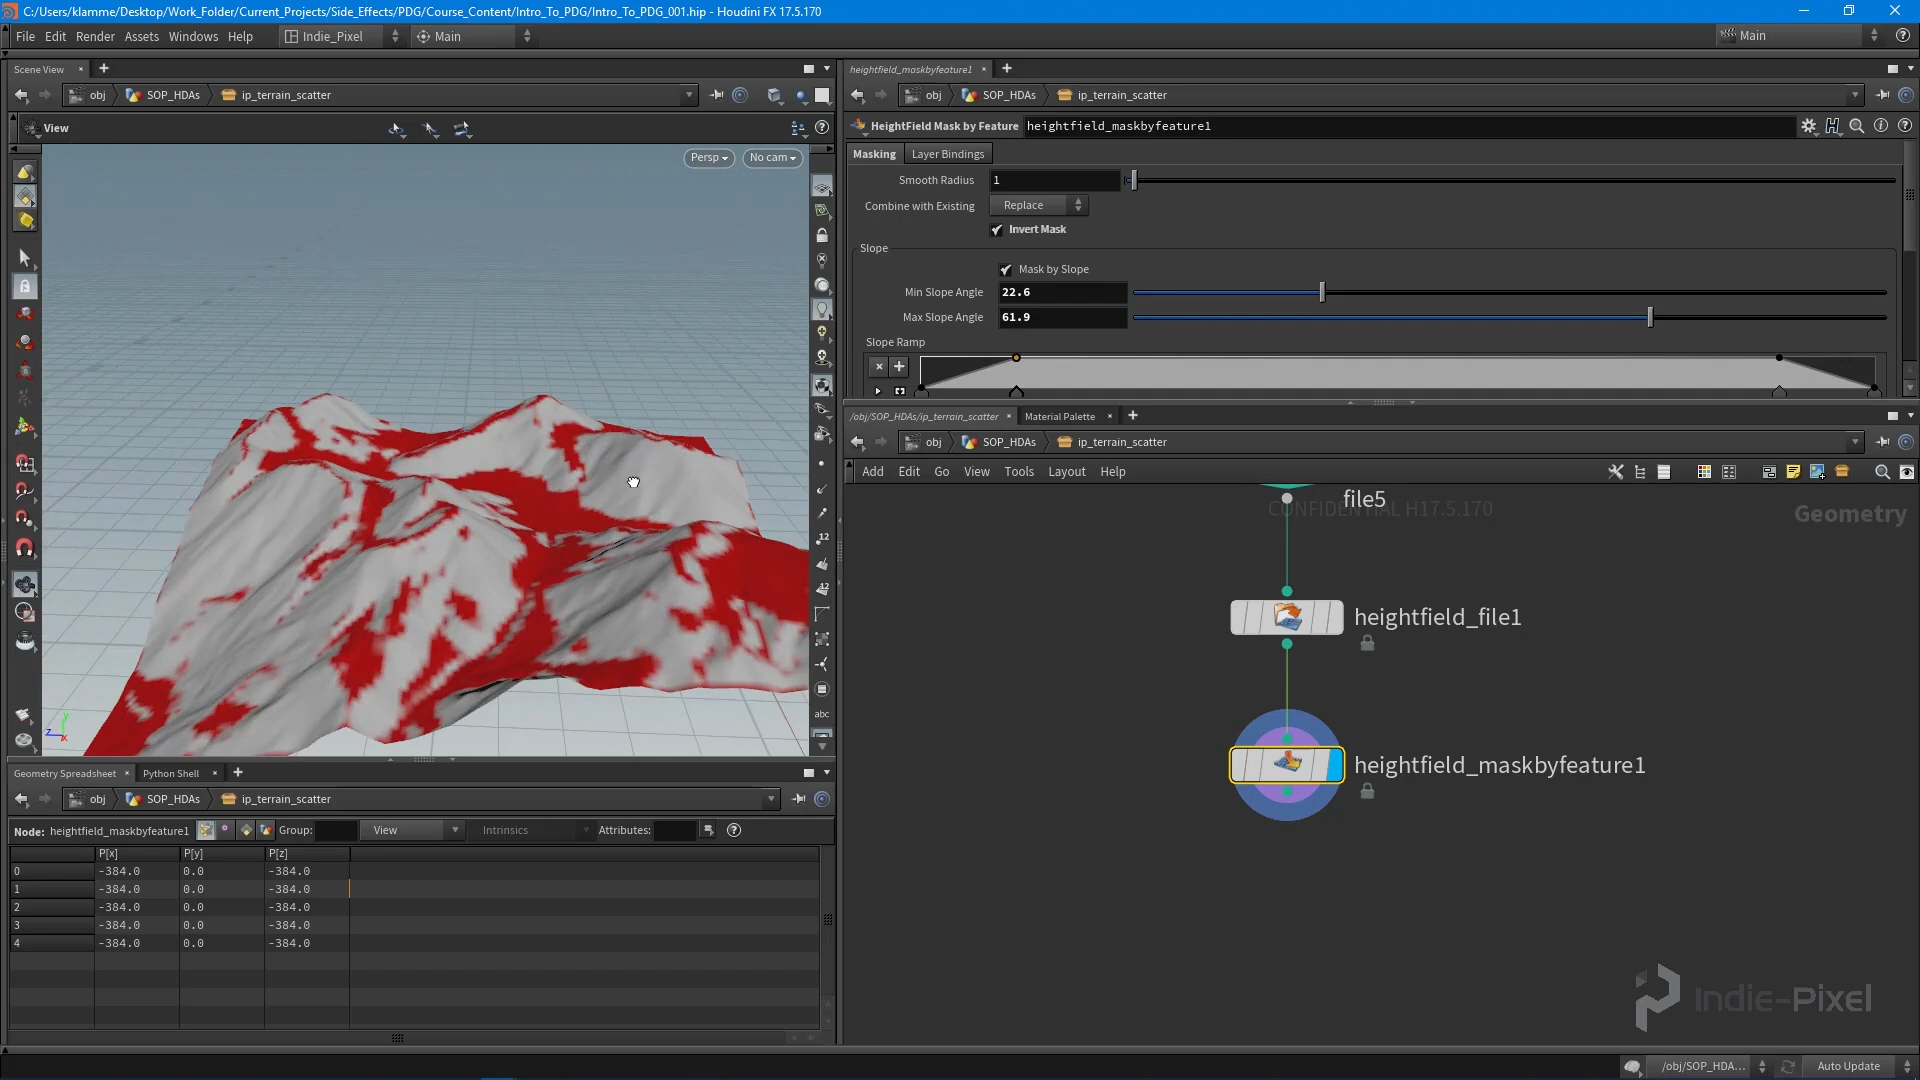 C:/Users/klamme/Desktop/Work_Folder/Current_Projects/Side_Effects/PDG/Course_Content/Intro_To_PDG/Intro_To_PDG_001.hip - Houdini FX 17.5.170
File Edit Render Assets Windows Help Indie_Pixel Main Main
Scene View
obj SOP_HDAs ip_terrain_scatter
View
Persp No cam
12
12
abc
y
z x
heightfield_maskbyfeature1
obj SOP_HDAs ip_terrain_scatter
HeightField Mask by Feature heightfield_maskbyfeature1
Masking Layer Bindings
Smooth Radius 1
Combine with Existing Replace
Invert Mask
Slope
Mask by Slope
Min Slope Angle 22.6
Max Slope Angle 61.9
Slope Ramp
/obj/SOP_HDAs/ip_terrain_scatter Material Palette
obj SOP_HDAs ip_terrain_scatter
Add Edit Go View Tools Layout Help
file5
CONFIDENTIAL H17.5.170
Geometry
heightfield_file1
heightfield_maskbyfeature1
Indie-Pixel
Geometry Spreadsheet Python Shell
obj SOP_HDAs ip_terrain_scatter
Node: heightfield_maskbyfeature1 Group: View Intrinsics Attributes:
P[x] P[y] P[z]
0 -384.0 0.0 -384.0
1 -384.0 0.0 -384.0
2 -384.0 0.0 -384.0
3 -384.0 0.0 -384.0
4 -384.0 0.0 -384.0
/obj/SOP_HDA... Auto Update